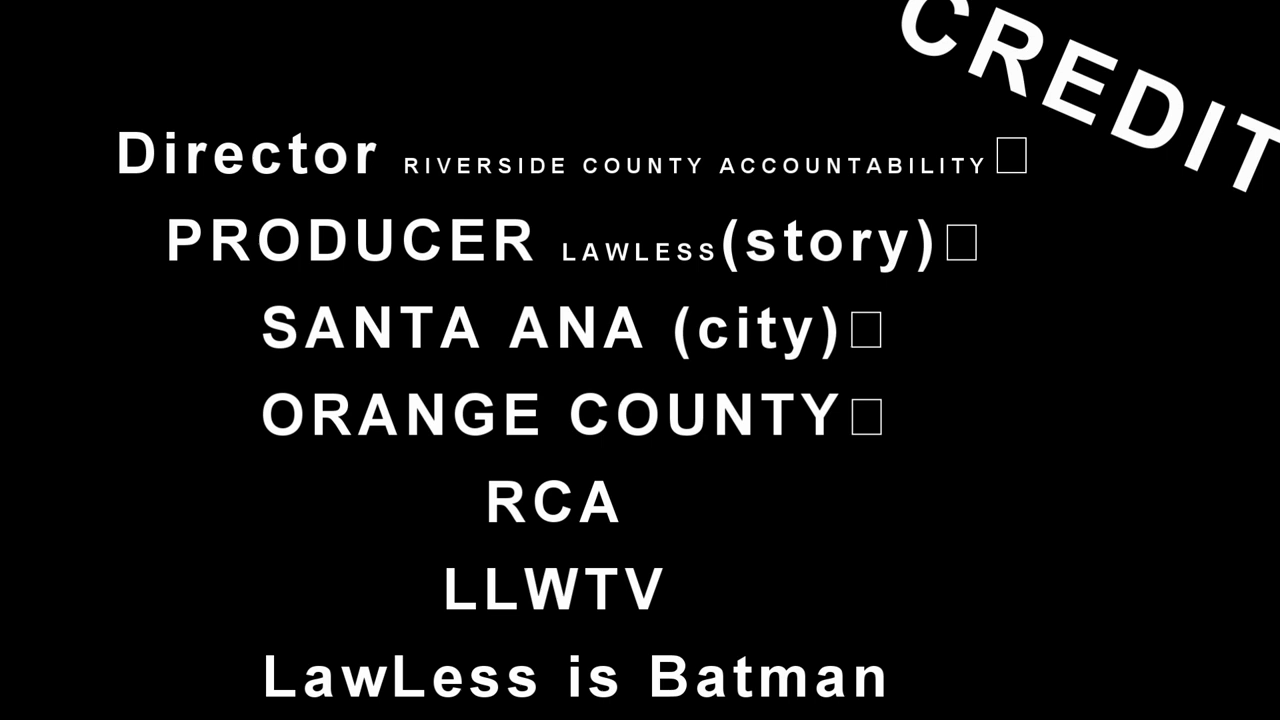 CREDIT
Director RIVERSIDE COUNTY ACCOUNTABILITY
PRODUCER LAWLESS(story)
SANTA ANA (city)
ORANGE COUNTY
RCA
LLWTV
LawLess is Batman